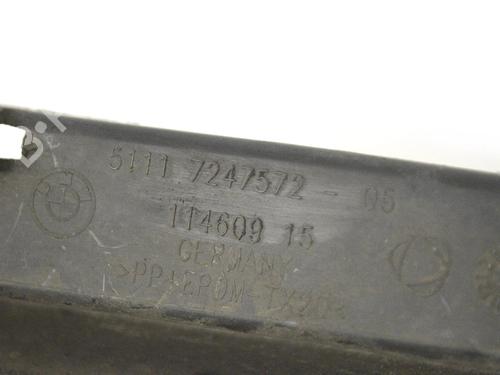 5111 7247572 - 05
114609 15
GERMANY
>PP+EPDM-TX20<